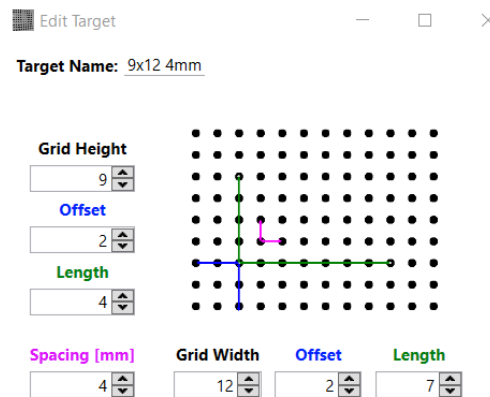 Edit Target
Target Name: 9x12 4mm
Grid Height
9
Offset
2
Length
4
Spacing [mm] Grid Width Offset Length
4 12 2 7